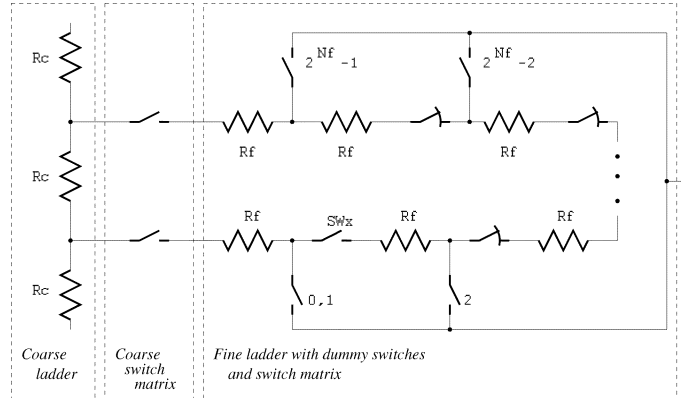 Rc
2^Nf -1
2^Nf -2
Rf
Rf
Rf
Rc
Rf
SWx
Rf
Rf
Rc
0,1
2
Coarse
ladder
Coarse
switch
matrix
Fine ladder with dummy switches
and switch matrix